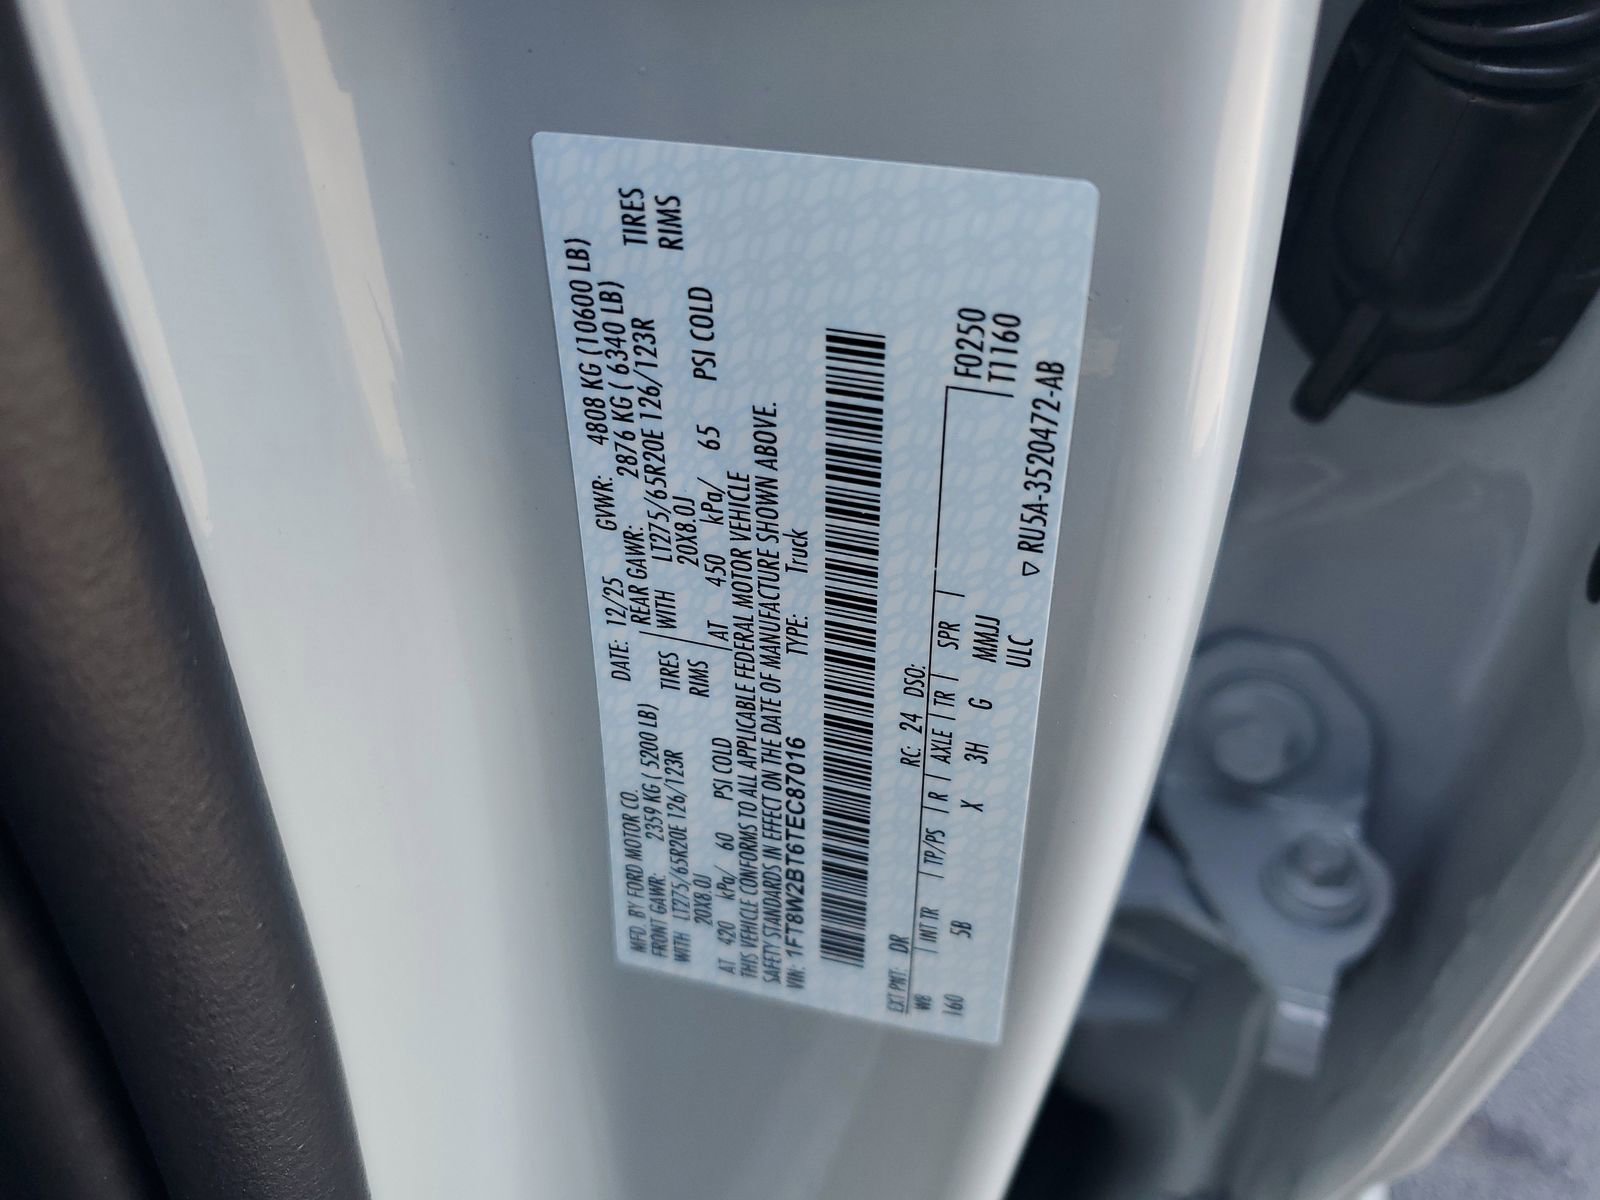 MFD. BY FORD MOTOR CO.
DATE: 12/25 GVWR: 4808 KG (10600 LB)
FRONT GAWR: 2359 KG ( 5200 LB) REAR GAWR: 2876 KG ( 6340 LB)
WITH LT275/65R20E 126/123R TIRES WITH LT275/65R20E 126/123R TIRES
20X8.0J RIMS 20X8.0J RIMS
AT 420 kPa/ 60 PSI COLD AT 450 kPa/ 65 PSI COLD
THIS VEHICLE CONFORMS TO ALL APPLICABLE FEDERAL MOTOR VEHICLE
SAFETY STANDARDS IN EFFECT ON THE DATE OF MANUFACTURE SHOWN ABOVE.
VIN: 1FT8W2BT6TEC87016 TYPE: Truck
EXT PNT: DR RC: 24 DSO:
WB INT TR TP/PS R AXLE TR SPR F0250
160 5B X 3H G MMJJ T1160
ULC
▽ RU5A-3520472-AB